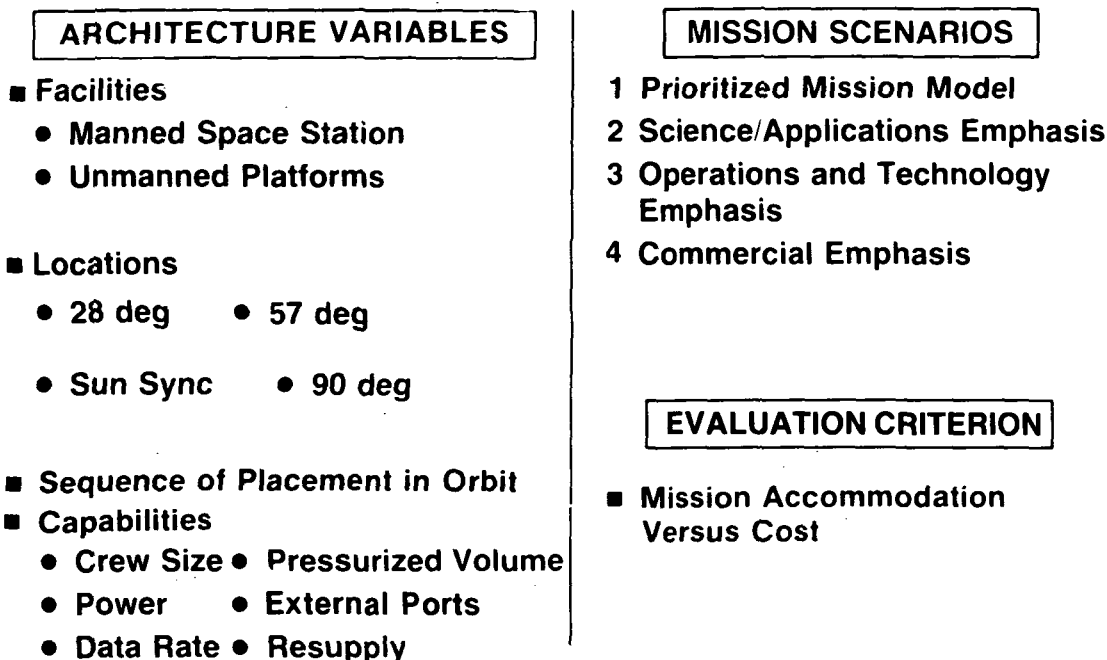 ARCHITECTURE VARIABLES
■ Facilities
● Manned Space Station
● Unmanned Platforms
■ Locations
● 28 deg ● 57 deg
● Sun Sync ● 90 deg
■ Sequence of Placement in Orbit
■ Capabilities
● Crew Size ● Pressurized Volume
● Power ● External Ports
● Data Rate ● Resupply
MISSION SCENARIOS
1 Prioritized Mission Model
2 Science/Applications Emphasis
3 Operations and Technology
Emphasis
4 Commercial Emphasis
EVALUATION CRITERION
■ Mission Accommodation
Versus Cost